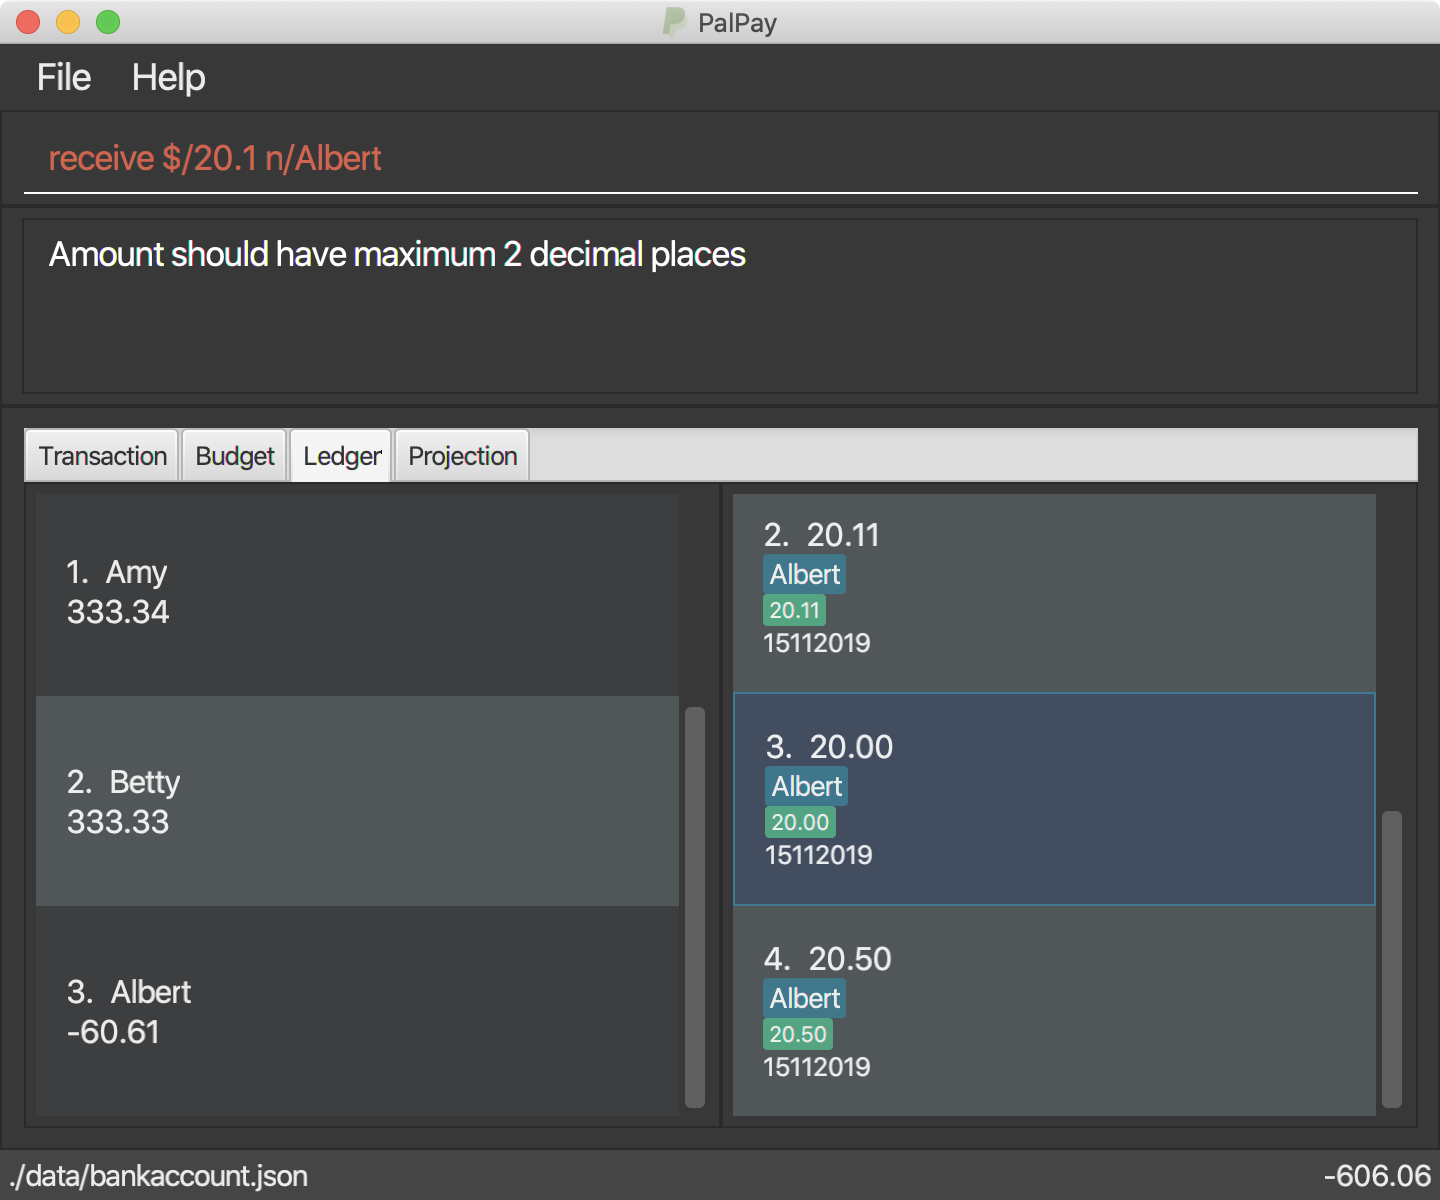 PalPay
File Help
receive $/20.1 n/Albert
Amount should have maximum 2 decimal places
Transaction Budget Ledger Projection
1. Amy
333.34
2. Betty
333.33
3. Albert
-60.61
2. 20.11
Albert
20.11
15112019
3. 20.00
Albert
20.00
15112019
4. 20.50
Albert
20.50
15112019
./data/bankaccount.json
-606.06